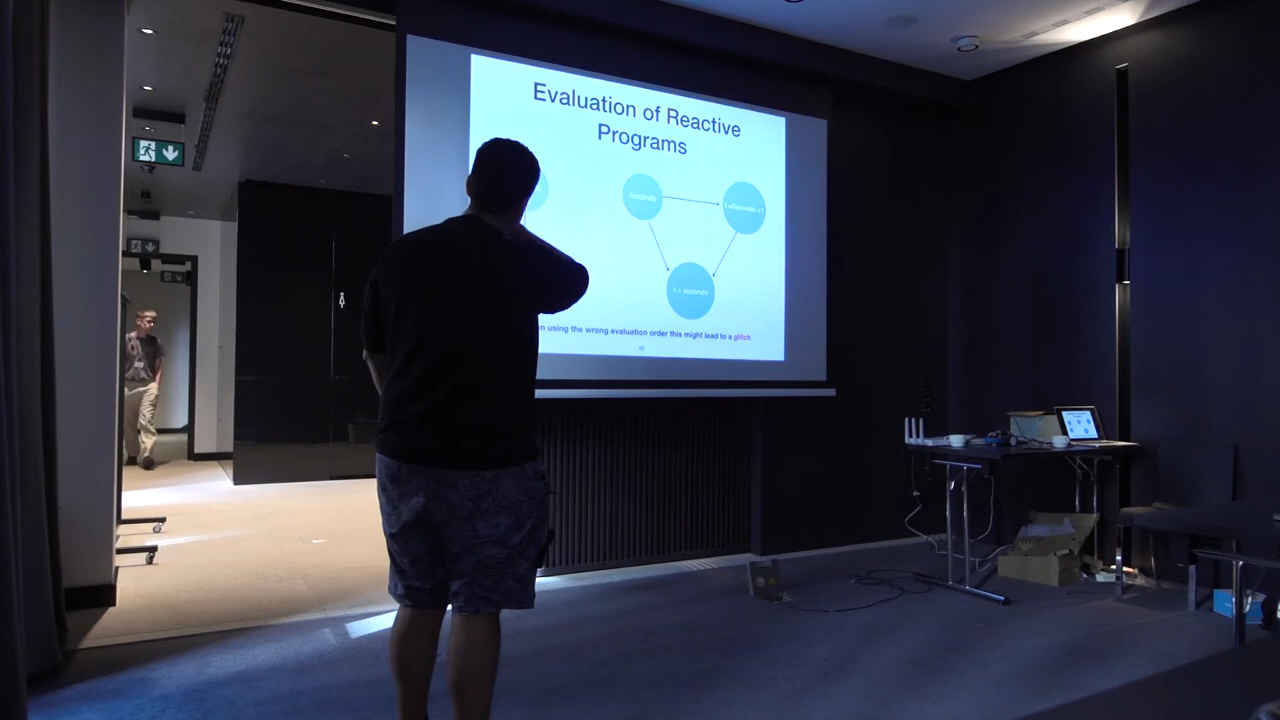 Evaluation of Reactive
Programs
Seconds
t > seconds
using the wrong evaluation order this might lead to a glitch